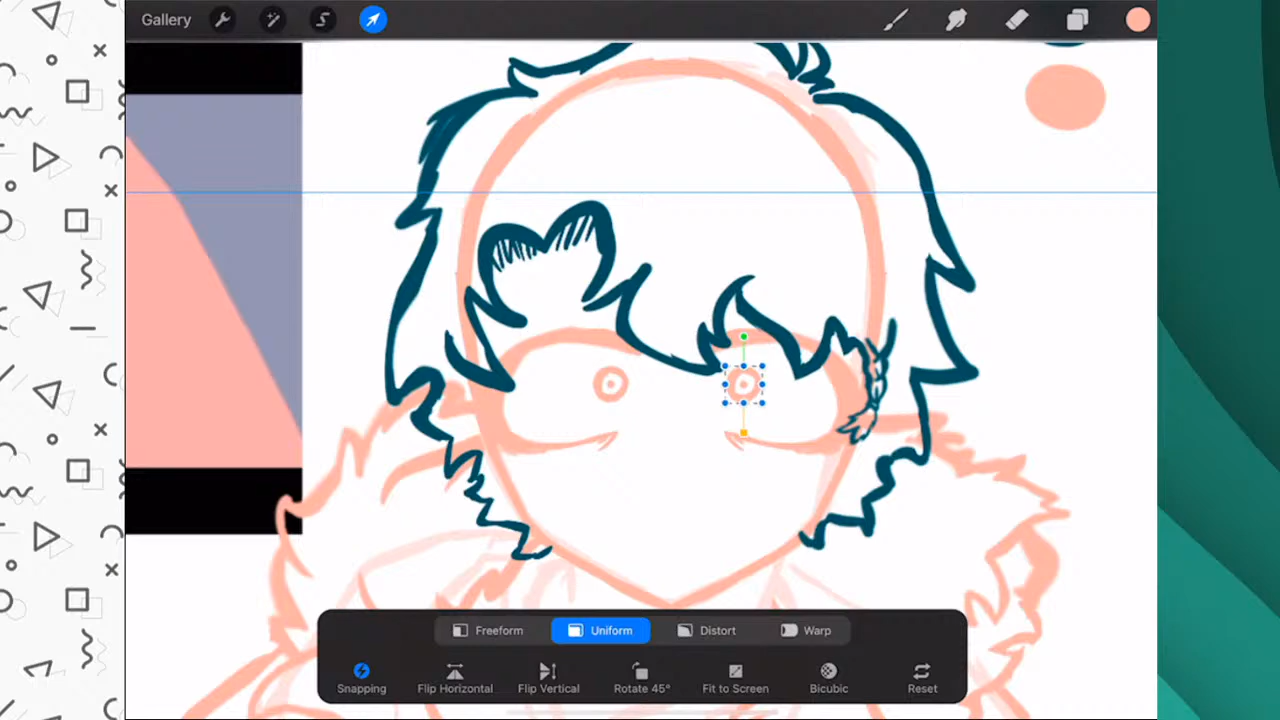 Gallery
Freeform Uniform Distort Warp
Snapping Flip Horizontal Flip Vertical Rotate 45° Fit to Screen Bicubic Reset